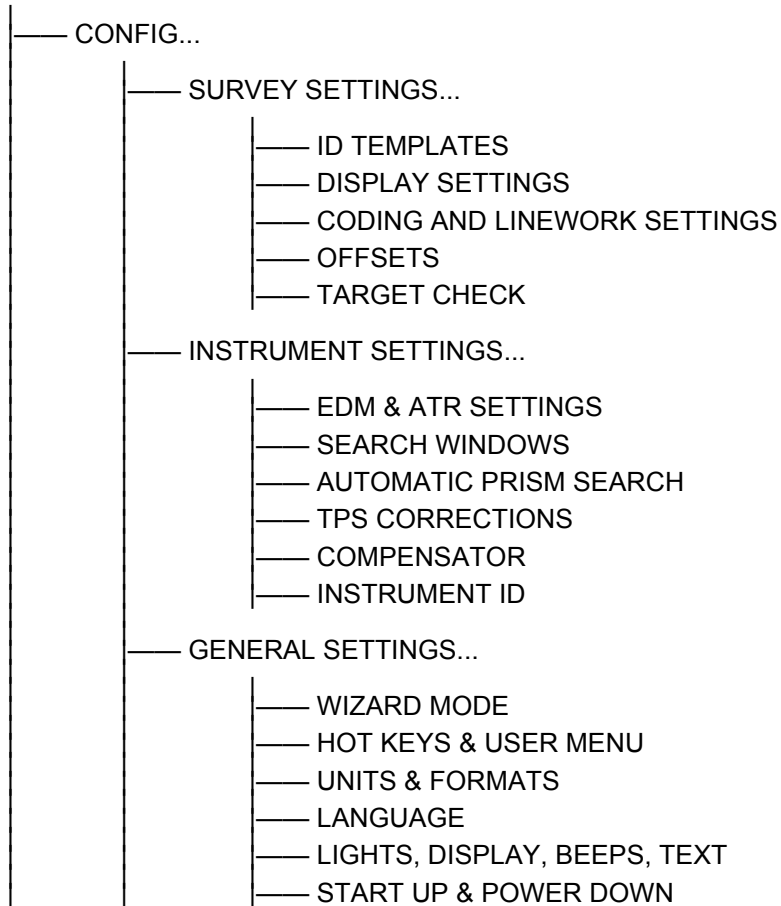 CONFIG...
SURVEY SETTINGS...
ID TEMPLATES
DISPLAY SETTINGS
CODING AND LINEWORK SETTINGS
OFFSETS
TARGET CHECK
INSTRUMENT SETTINGS...
EDM & ATR SETTINGS
SEARCH WINDOWS
AUTOMATIC PRISM SEARCH
TPS CORRECTIONS
COMPENSATOR
INSTRUMENT ID
GENERAL SETTINGS...
WIZARD MODE
HOT KEYS & USER MENU
UNITS & FORMATS
LANGUAGE
LIGHTS, DISPLAY, BEEPS, TEXT
START UP & POWER DOWN